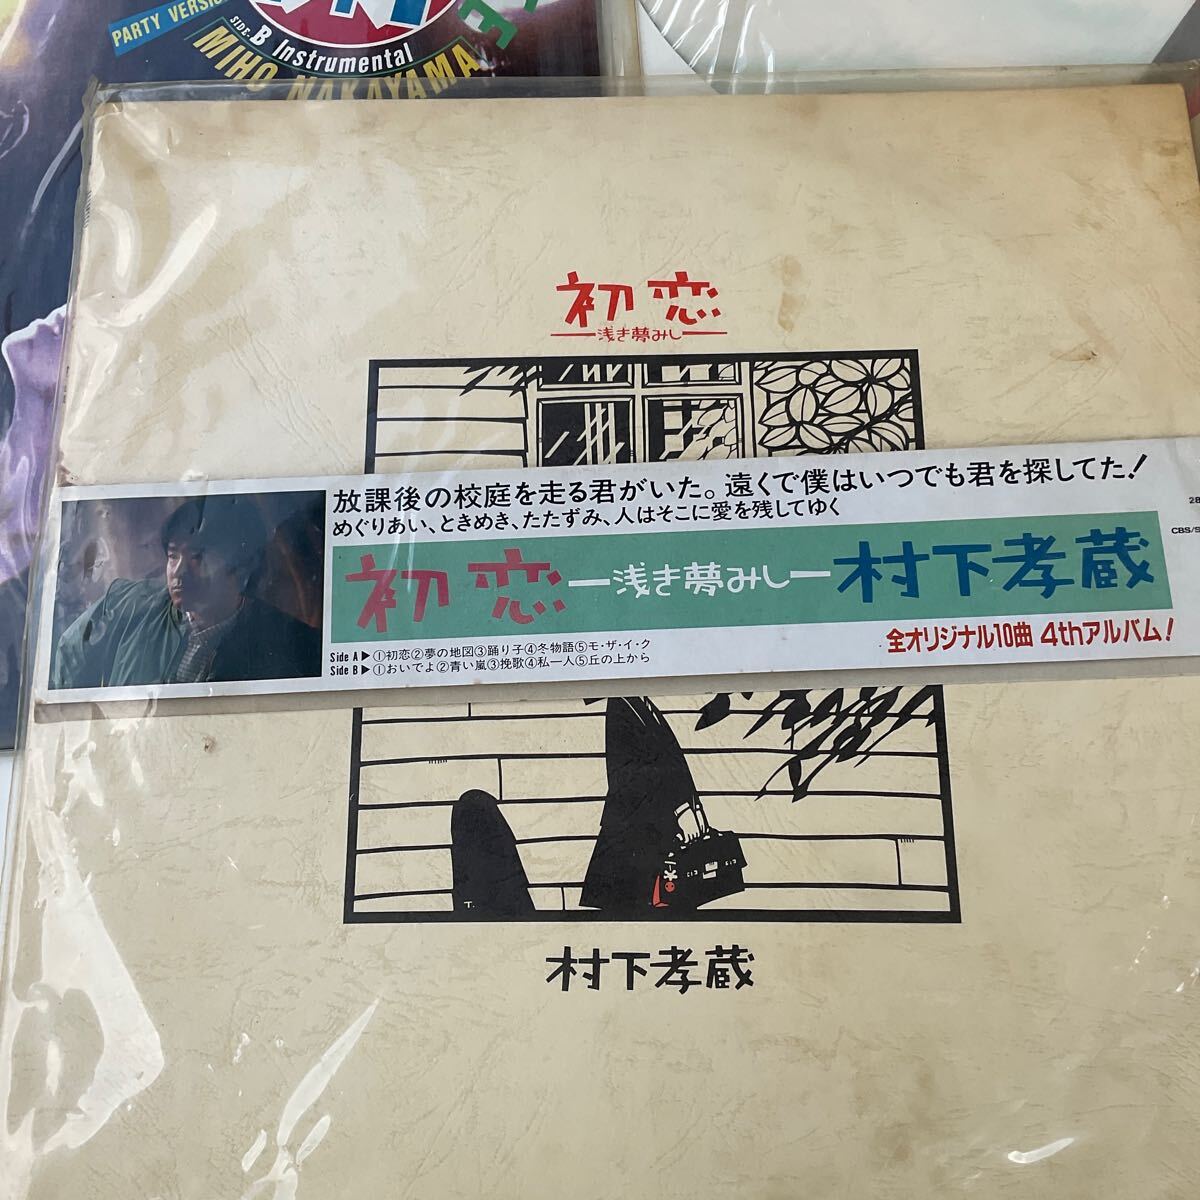 PARTY VERSIO
SIDE-B Instrumental
MIHO NAKAYAMA
初恋
―浅き夢みし―
放課後の校庭を走る君がいた。遠くで僕はいつでも君を探してた!
めぐりあい、ときめき、たたずみ、人はそこに愛を残してゆく
初恋―浅き夢みし―村下孝蔵
全オリジナル10曲 4thアルバム!
Side A▶①初恋②夢の地図③踊り子④冬物語⑤モ・ザ・イ・ク
Side B▶①おいでよ②青い嵐③挽歌④私一人⑤丘の上から
28
CBS/S
T.
村下孝蔵